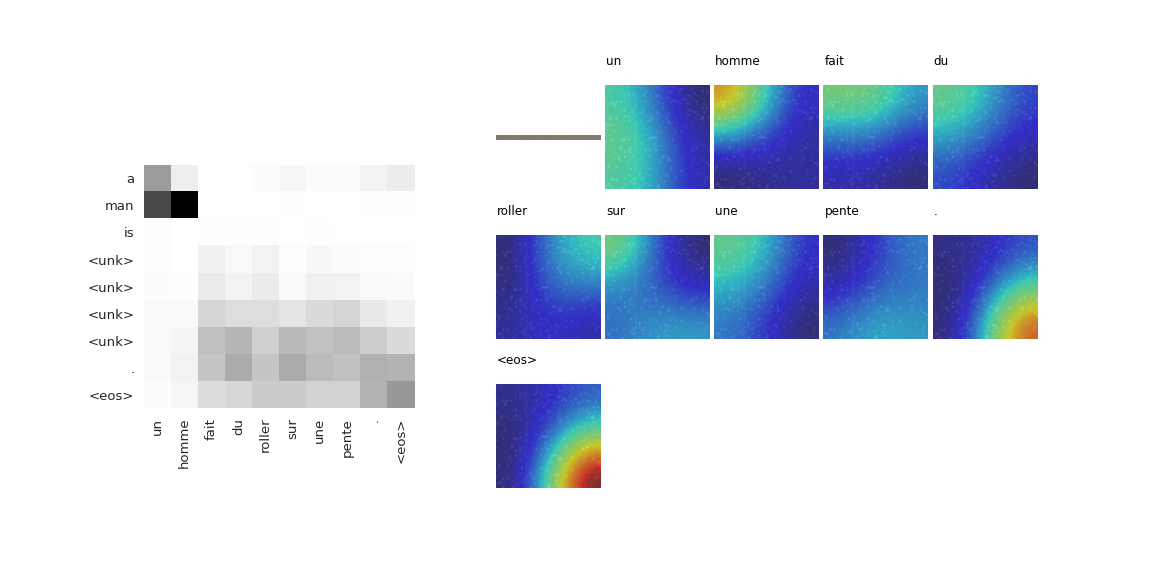 a
man
is
<unk>
<unk>
<unk>
<unk>
.
<eos>
un homme fait du roller sur une pente . <eos>
un homme fait du
roller sur une pente .
<eos>